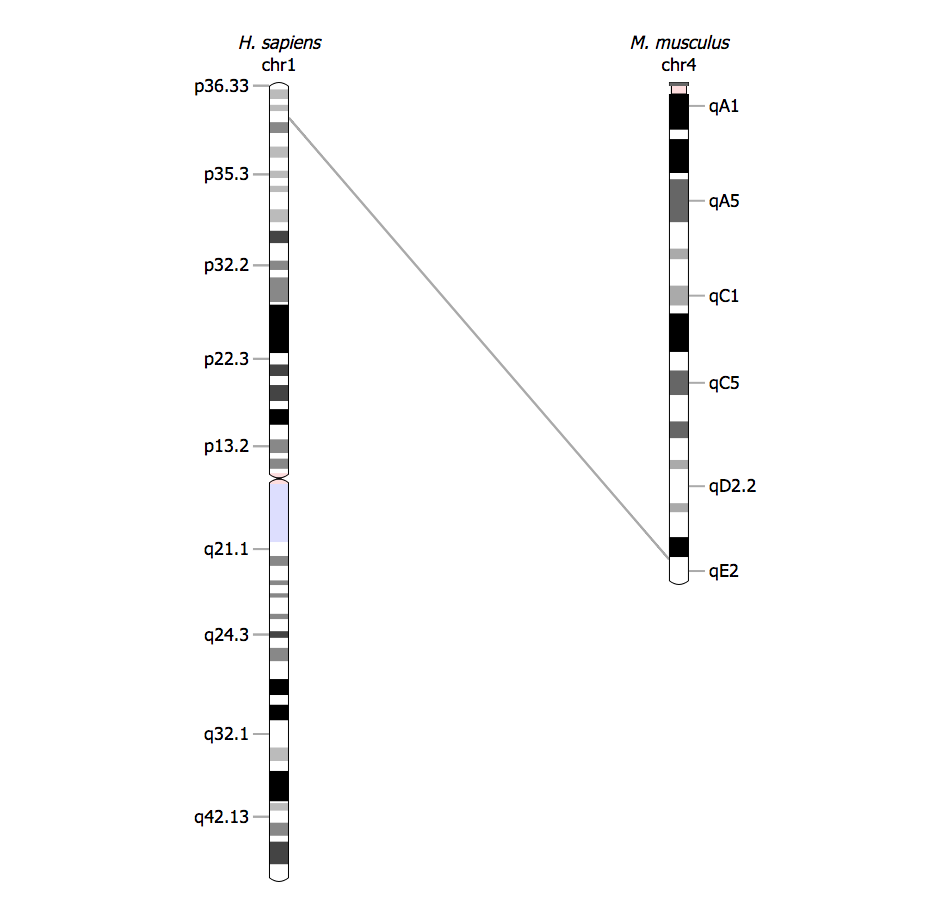 H. sapiens
chr1
p36.33
p35.3
p32.2
p22.3
p13.2
q21.1
q24.3
q32.1
q42.13
M. musculus
chr4
qA1
qA5
qC1
qC5
qD2.2
qE2